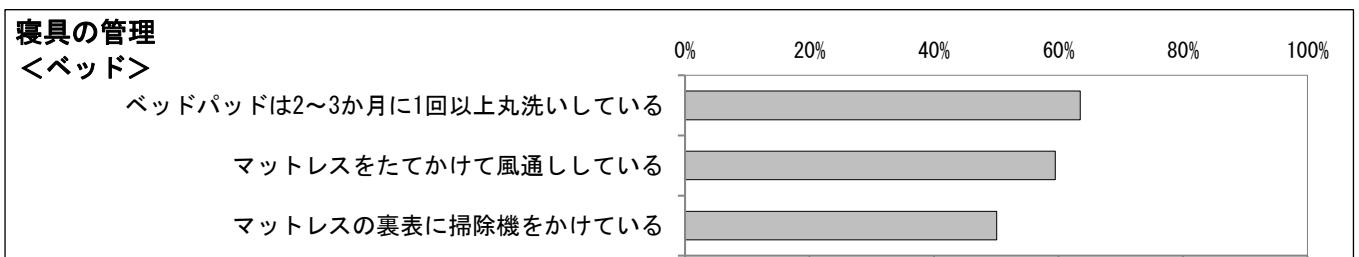 寝具の管理
＜ベッド＞
0% 20% 40% 60% 80% 100%
ベッドパッドは2～3か月に1回以上丸洗いしている
マットレスをたてかけて風通ししている
マットレスの裏表に掃除機をかけている